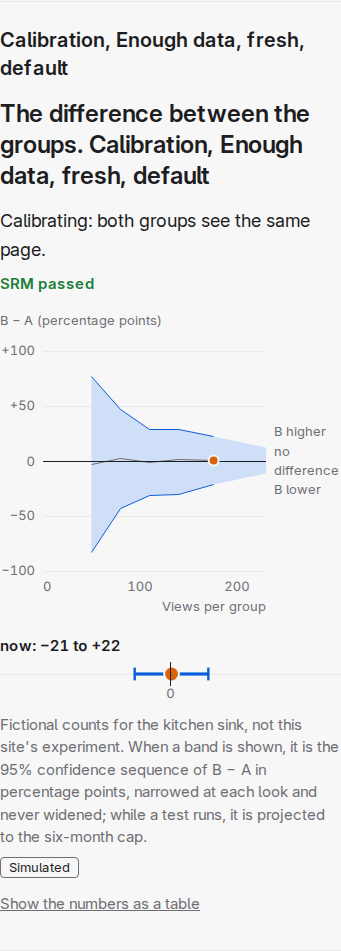 Calibration, Enough data, fresh,
default
The difference between the
groups. Calibration, Enough
data, fresh, default
Calibrating: both groups see the same
page.
SRM passed
B − A (percentage points)
+100
+50
0
−50
−100
B higher
no
difference
B lower
0 100 200
Views per group
now: −21 to +22
0
Fictional counts for the kitchen sink, not this
site's experiment. When a band is shown, it is the
95% confidence sequence of B − A in
percentage points, narrowed at each look and
never widened; while a test runs, it is projected
to the six-month cap.
Simulated
Show the numbers as a table